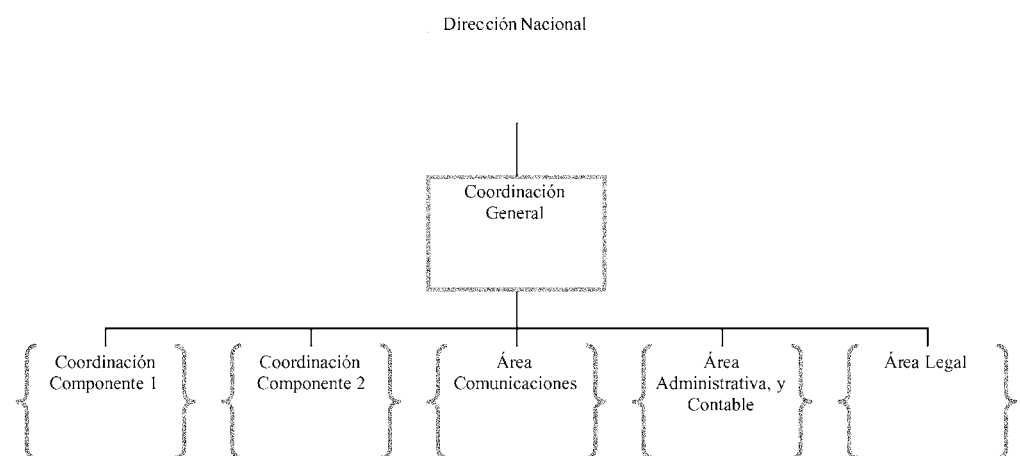 Dirección Nacional
Coordinación
General
Coordinación
Componente 1
Coordinación
Componente 2
Área
Comunicaciones
Área
Administrativa, y
Contable
Área Legal